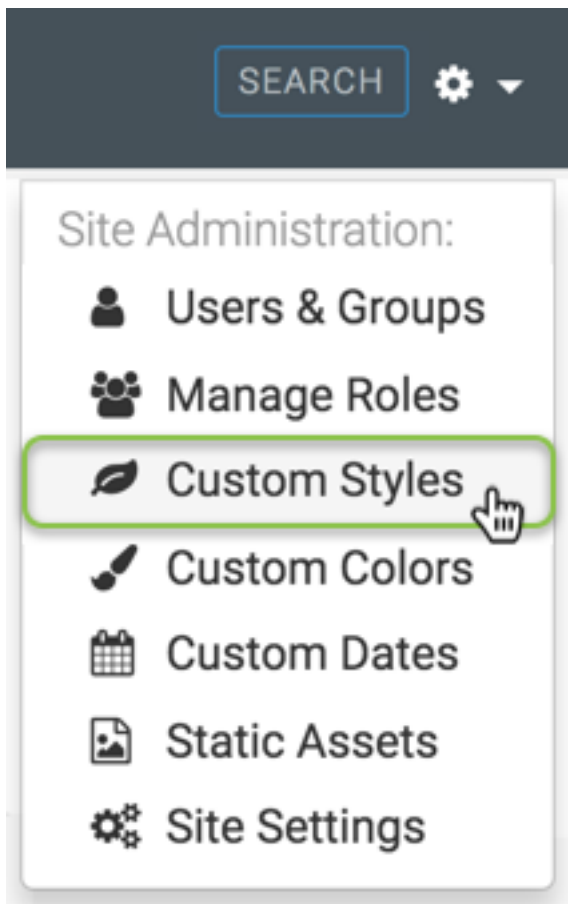 SEARCH
Site Administration:
Users & Groups
Manage Roles
Custom Styles
Custom Colors
Custom Dates
Static Assets
Site Settings